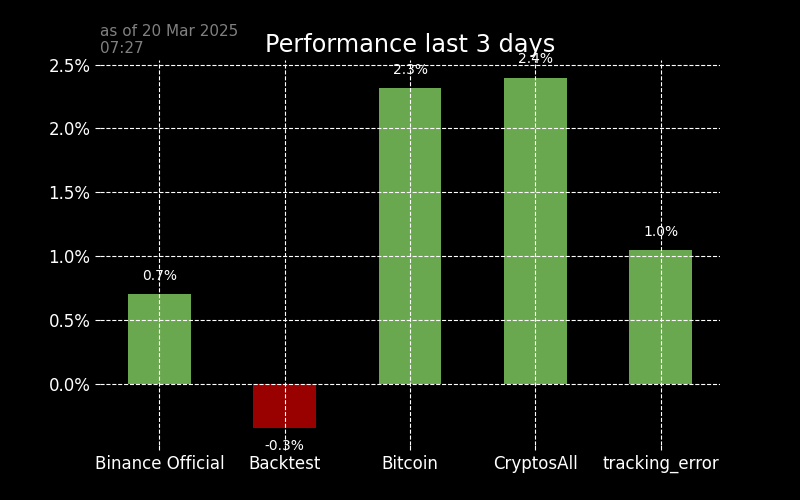 as of 20 Mar 2025
07:27
Performance last 3 days
2.5%
2.0%
1.5%
1.0%
0.5%
0.0%
0.7%
-0.3%
2.3%
2.4%
1.0%
Binance Official
Backtest
Bitcoin
CryptosAll
tracking_error